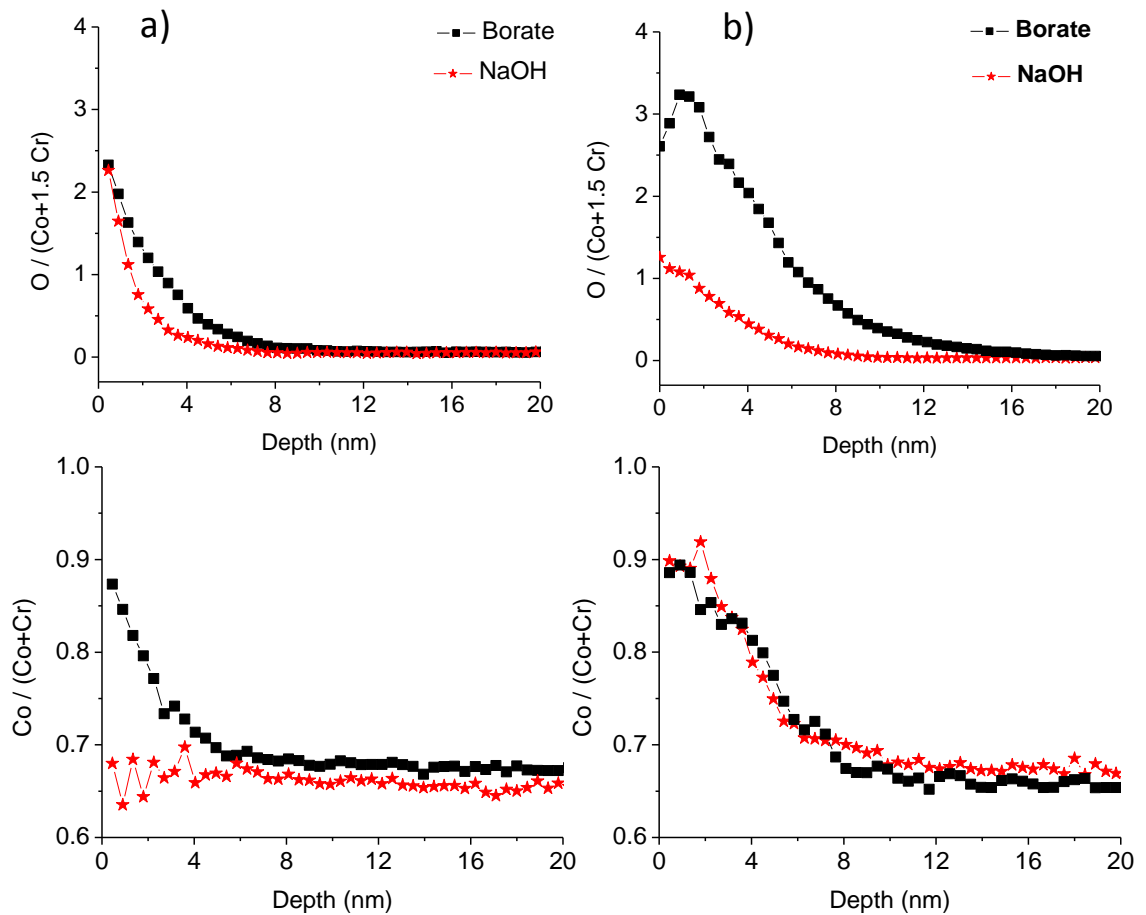 a)
Borate
NaOH
O / (Co+1.5 Cr)
4
3
2
1
0
0 4 8 12 16 20
Depth (nm)
b)
Borate
NaOH
O / (Co+1.5 Cr)
4
3
2
1
0
0 4 8 12 16 20
Depth (nm)
Co / (Co+Cr)
1.0
0.9
0.8
0.7
0.6
0 4 8 12 16 20
Depth (nm)
Co / (Co+Cr)
1.0
0.9
0.8
0.7
0.6
0 4 8 12 16 20
Depth (nm)